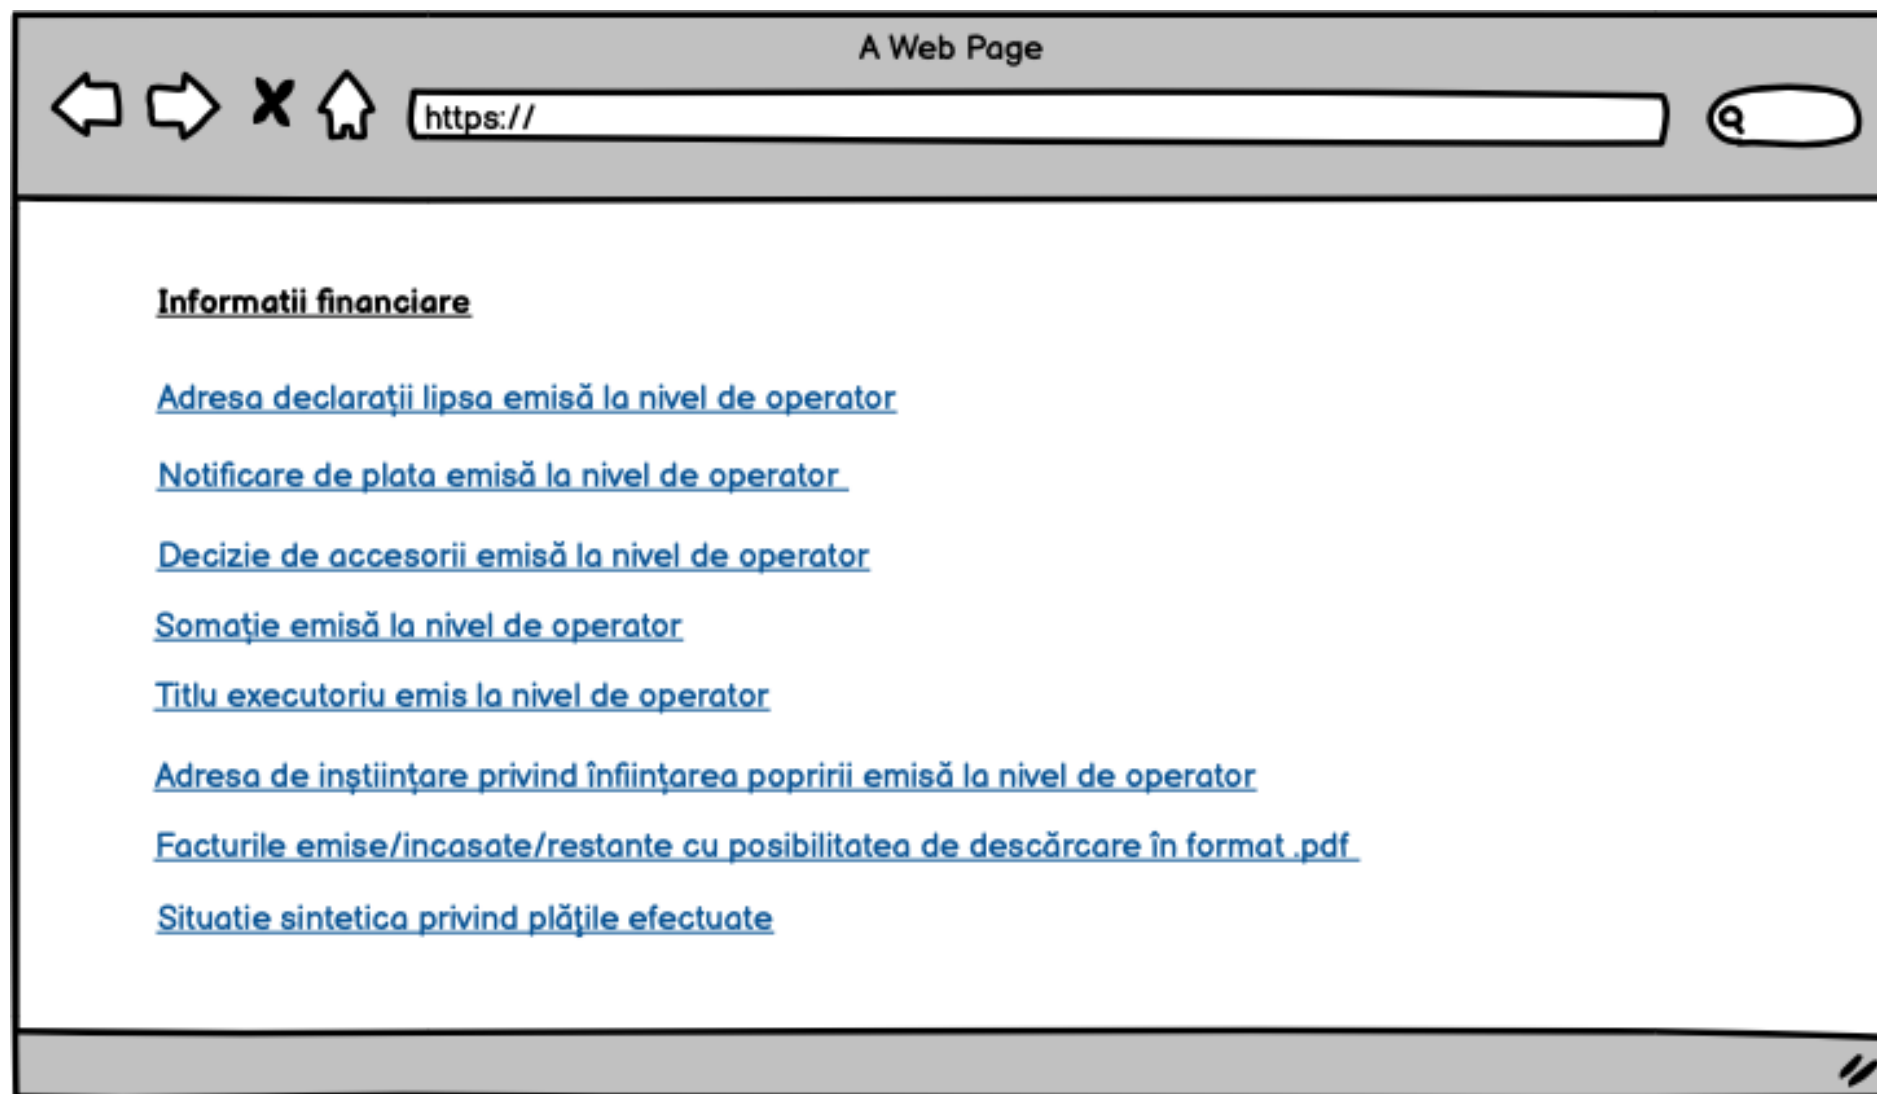 A Web Page
https://
Informatii financiare
Adresa declarații lipsa emisă la nivel de operator
Notificare de plata emisă la nivel de operator
Decizie de accesorii emisă la nivel de operator
Somație emisă la nivel de operator
Titlu executoriu emis la nivel de operator
Adresa de inștiințare privind înființarea popririi emisă la nivel de operator
Facturile emise/incasate/restante cu posibilitatea de descărcare în format .pdf
Situatie sintetica privind plățile efectuate